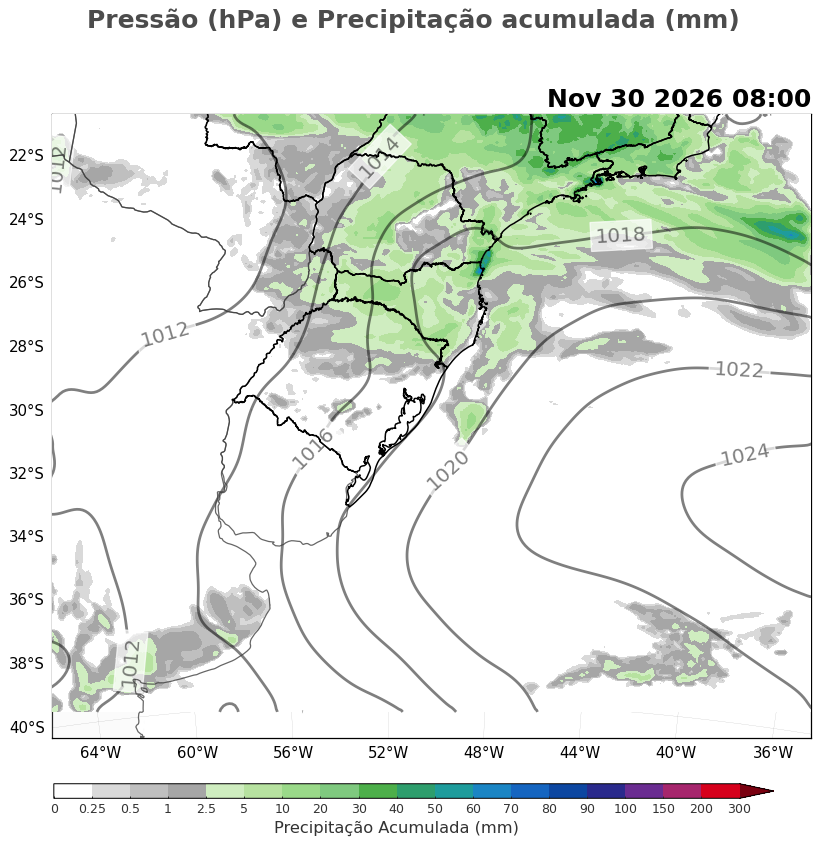 Pressão (hPa) e Precipitação acumulada (mm)
Nov 30 2026 08:00
22°S
24°S
26°S
28°S
30°S
32°S
34°S
36°S
38°S
40°S
1012
1014
1018
1012
1022
1024
1016
1020
1012
64°W 60°W 56°W 52°W 48°W 44°W 40°W 36°W
0 0.25 0.5 1 2.5 5 10 20 30 40 50 60 70 80 90 100 150 200 300
Precipitação Acumulada (mm)